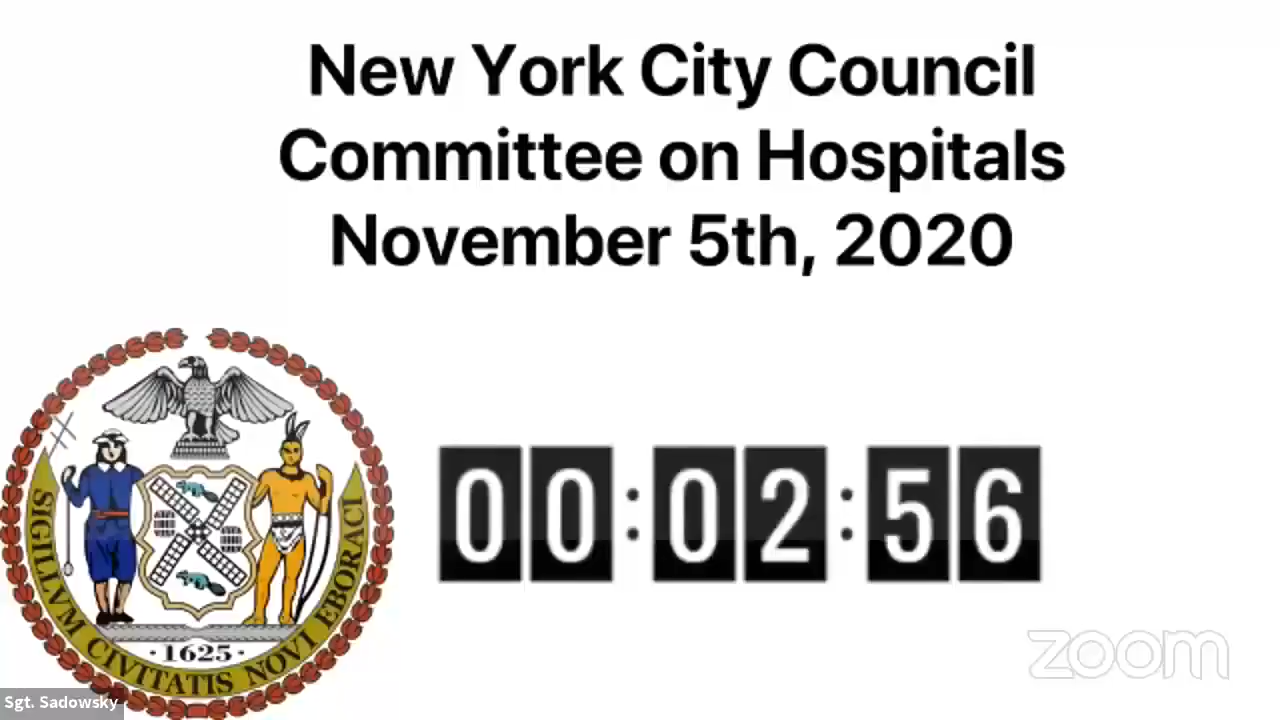 New York City Council
Committee on Hospitals
November 5th, 2020
00:02:56
SIGILLVM CIVITATIS NOVI EBORACI
·1625·
zoom
Sgt. Sadowsky